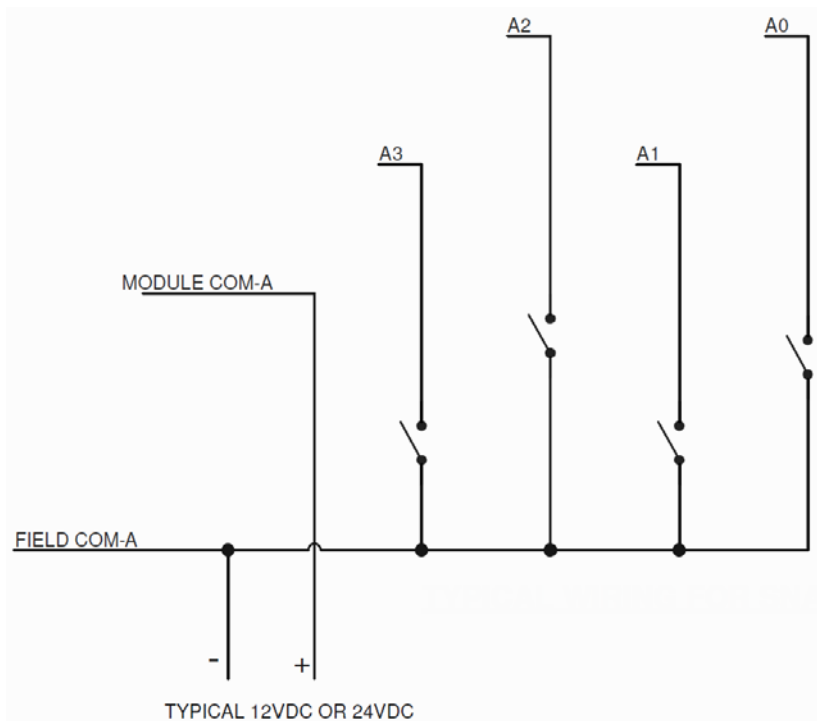 A2
A0
A3
A1
MODULE COM-A
FIELD COM-A
- +
TYPICAL 12VDC OR 24VDC